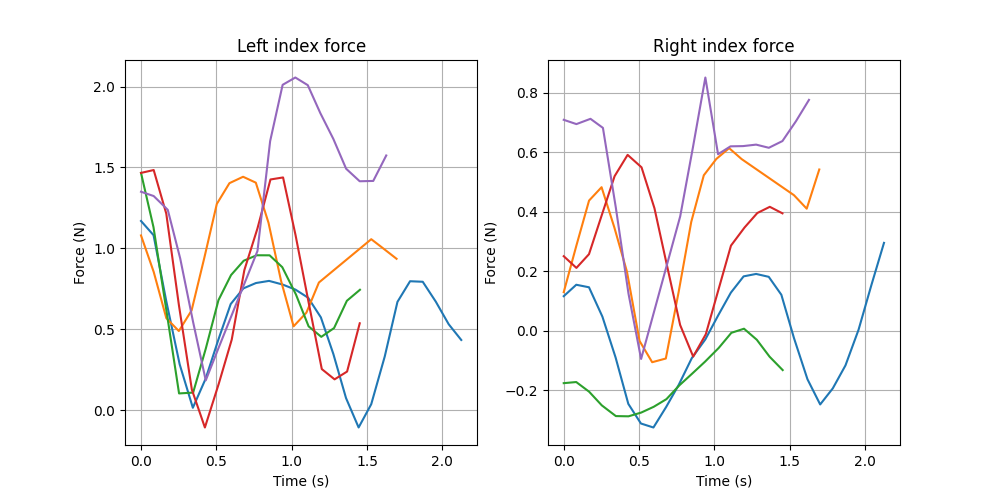 Left index force
Right index force
Force (N)
2.0
1.5
1.0
0.5
0.0
0.0 0.5 1.0 1.5 2.0
Time (s)
Force (N)
0.8
0.6
0.4
0.2
0.0
−0.2
0.0 0.5 1.0 1.5 2.0
Time (s)